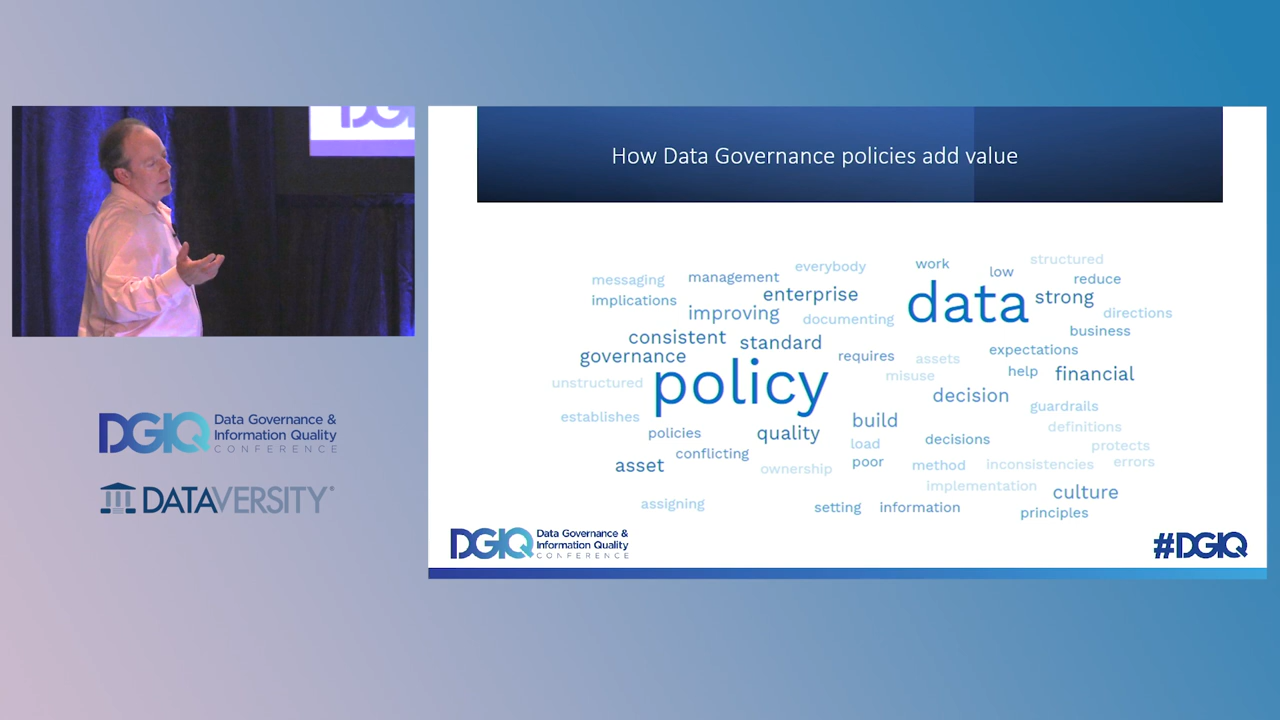 DGI
DGIQ Data Governance &
Information Quality
CONFERENCE
DATAVERSITY
How Data Governance policies add value
structured
everybody work
messaging management low reduce
implications enterprise data strong
improving documenting directions
consistent standard business
governance requires assets expectations
unstructured policy misuse help financial
decision
establishes build guardrails
policies quality load decisions definitions
conflicting protects
asset ownership poor method inconsistencies errors
implementation culture
assigning setting information principles
DGIQ Data Governance &
Information Quality
CONFERENCE
#DGIQ